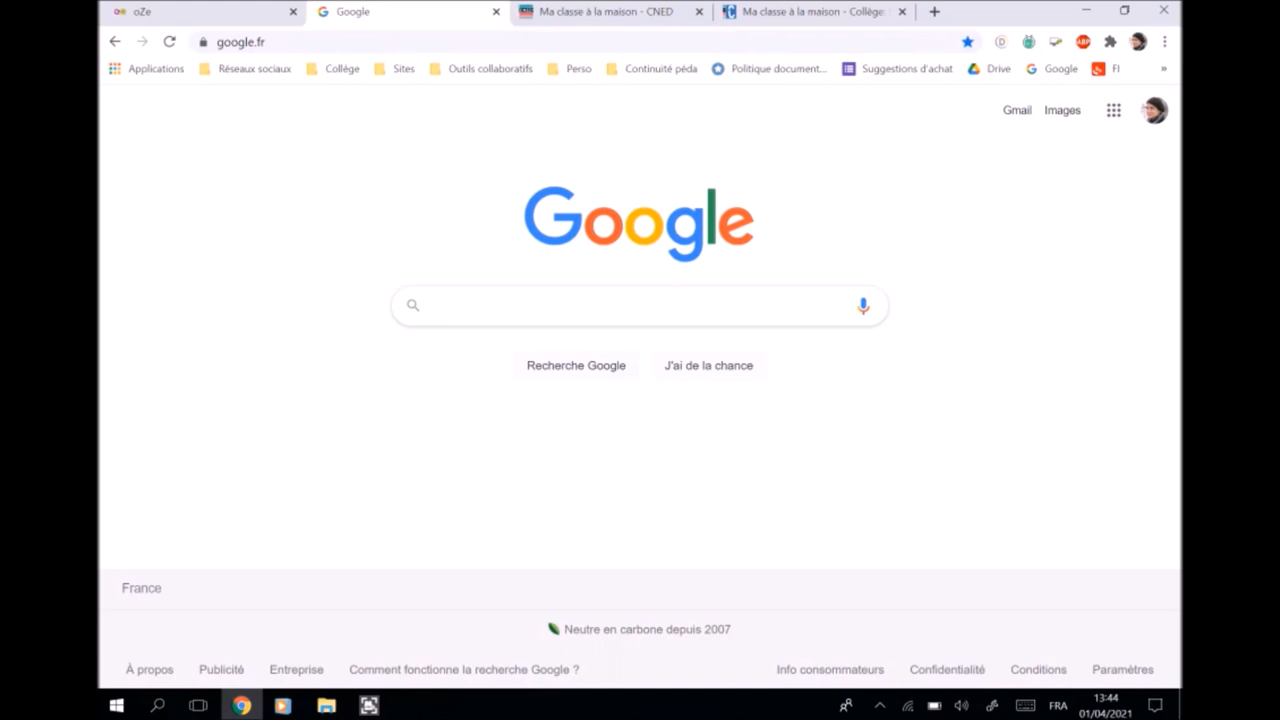 oZe
Google
Ma classe à la maison - CNED
Ma classe à la maison - Collège
google.fr
Applications
Réseaux sociaux
Collège
Sites
Outils collaboratifs
Perso
Continuité péda
Politique document...
Suggestions d'achat
Drive
Google
FI
»
Gmail
Images
Google
Recherche Google
J'ai de la chance
France
Neutre en carbone depuis 2007
À propos
Publicité
Entreprise
Comment fonctionne la recherche Google ?
Info consommateurs
Confidentialité
Conditions
Paramètres
FRA
13:44
01/04/2021